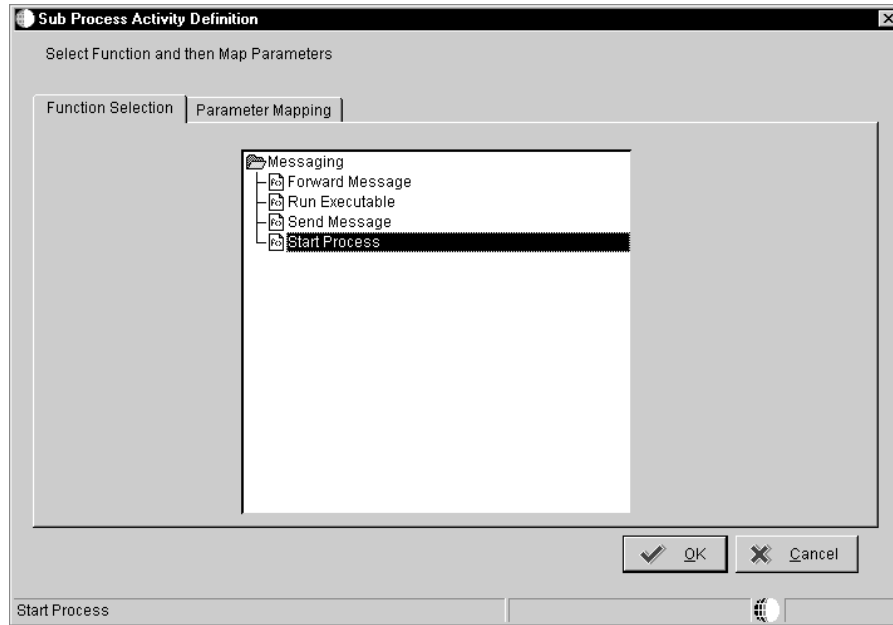 Sub Process Activity Definition
Select Function and then Map Parameters
Function Selection
Parameter Mapping
Messaging
Forward Message
Run Executable
Send Message
Start Process
OK
Cancel
Start Process